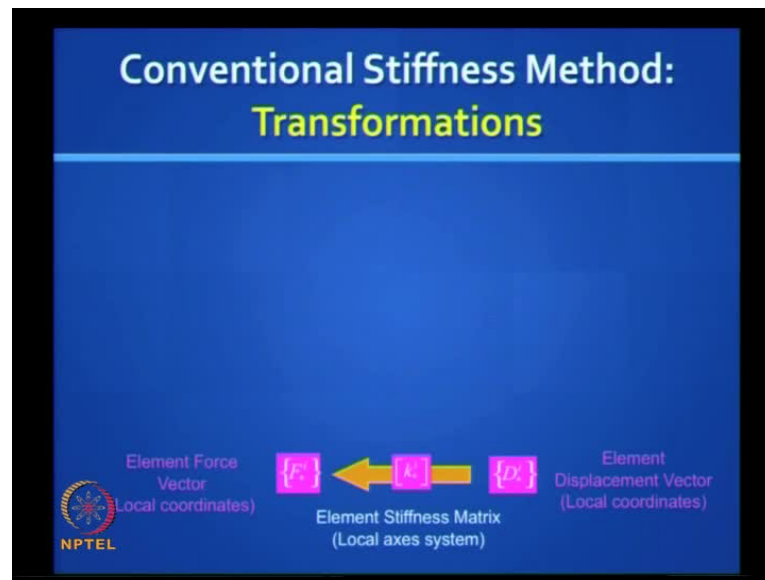 Conventional Stiffness Method:
Transformations
Element Force
Vector
(Local coordinates)
{F*^i}
[k*^i]
{D*^i}
Element
Displacement Vector
(Local coordinates)
Element Stiffness Matrix
(Local axes system)
NPTEL